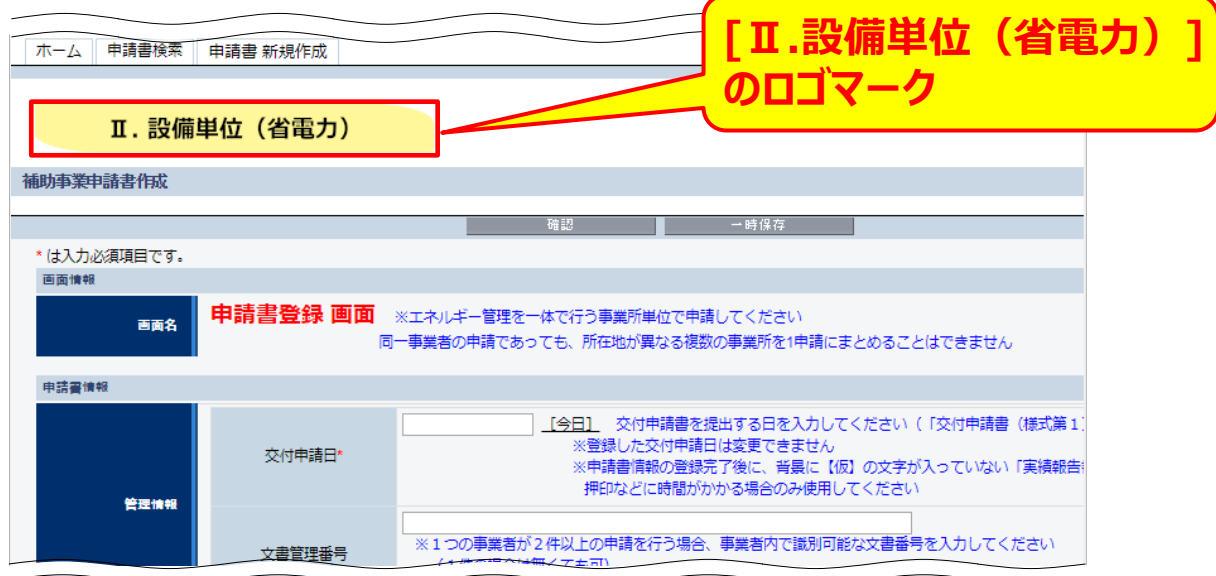 [Ⅱ.設備単位（省電力）]
のロゴマーク
ホーム 申請書検索 申請書 新規作成
Ⅱ. 設備単位（省電力）
補助事業申請書作成
確認 一時保存
* は入力必須項目です。
画面情報
画面名
申請書登録 画面 ※エネルギー管理を一体で行う事業所単位で申請してください
同一事業者の申請であっても、所在地が異なる複数の事業所を1申請にまとめることはできません
申請書情報
管理情報
交付申請日*
[今日] 交付申請書を提出する日を入力してください（「交付申請書（様式第１
※登録した交付申請日は変更できません
※申請書情報の登録完了後に、背景に【仮】の文字が入っていない「実績報告
押印などに時間がかかる場合のみ使用してください
文書管理番号
※１つの事業者が２件以上の申請を行う場合、事業者内で識別可能な文書番号を入力してください
（１件の場合は無くても可）